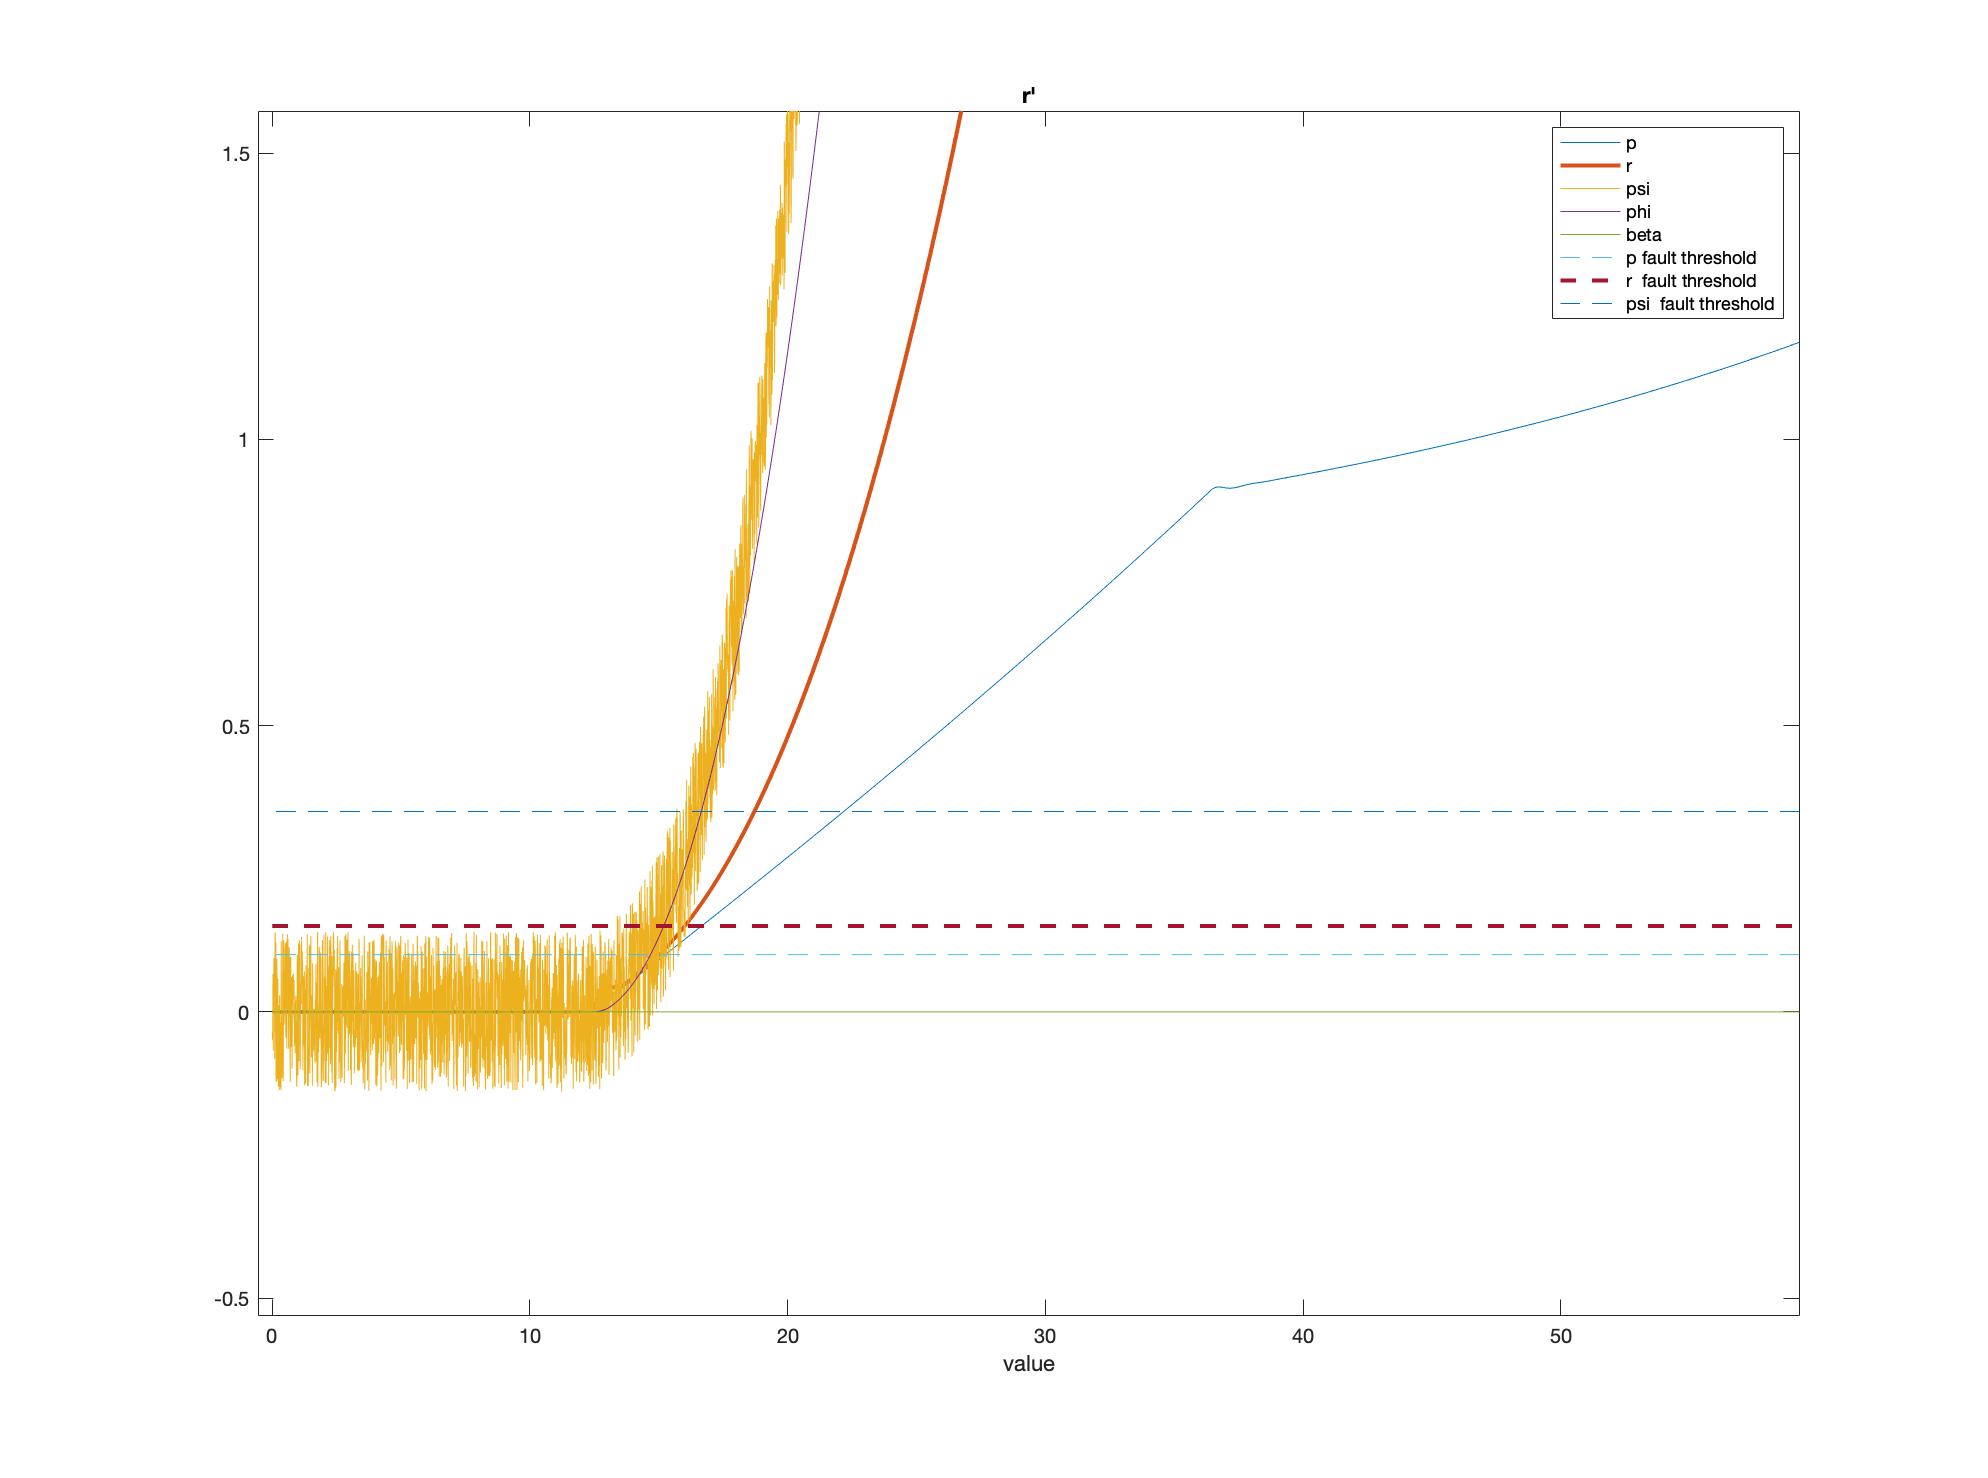 r'
1.5
1
0.5
0
-0.5
0 10 20 30 40 50
value
p
r
psi
phi
beta
p fault threshold
r  fault threshold
psi  fault threshold